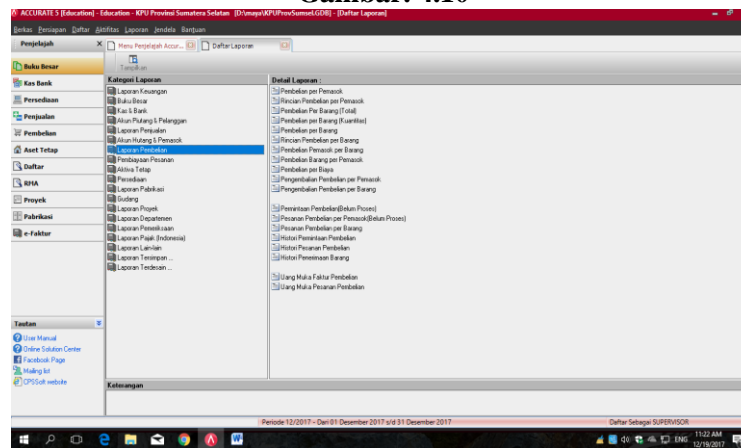 Gambar 4.10
ACCURATE 5 [Education] - [Education - KPU Provinsi Sumatera Selatan (D:\maya\KPUProvSumsel.GDB) - [Daftar Laporan]
Berkas Persiapan Daftar Aktifitas Laporan Jendela Bantuan
Penjelajah
Menu Penjelajah Accur...
Daftar Laporan
Tampilkan
Buku Besar
Kas Bank
Persediaan
Penjualan
Pembelian
Aset Tetap
Daftar
RMA
Proyek
Pabrikasi
e-Faktur
Tautan
User Manual
Online Solution Center
Facebook Page
Mailing list
CPSSoft website
Kategori Laporan
Laporan Keuangan
Buku Besar
Kas & Bank
Akun Piutang & Pelanggan
Laporan Penjualan
Akun Hutang & Pemasok
Laporan Pembelian
Pembiayaan Pesanan
Aktiva Tetap
Persediaan
Laporan Pabrikasi
Gudang
Laporan Proyek
Laporan Departemen
Laporan Pemeriksaan
Laporan Pajak (Indonesia)
Laporan Lain-lain
Laporan Tersimpan ...
Laporan Terdesain ...
Detail Laporan :
Pembelian per Pemasok
Rincian Pembelian per Pemasok
Pembelian Per Barang (Total)
Pembelian per Barang (Kuantitas)
Pembelian per Barang
Rincian Pembelian per Barang
Pembelian Pemasok per Barang
Pembelian Barang per Pemasok
Pembelian per Biaya
Pengembalian Pembelian per Pemasok
Pengembalian Pembelian per Barang
Permintaan Pembelian(Belum Proses)
Pesanan Pembelian per Pemasok(Belum Proses)
Pesanan Pembelian per Barang
Histori Permintaan Pembelian
Histori Pesanan Pembelian
Histori Penerimaan Barang
Uang Muka Faktur Pembelian
Uang Muka Pesanan Pembelian
Keterangan
Periode 12/2017 - Dari 01 Desember 2017 s/d 31 Desember 2017
Daftar Sebagai SUPERVISOR
ENG
11:22 AM
12/19/2017